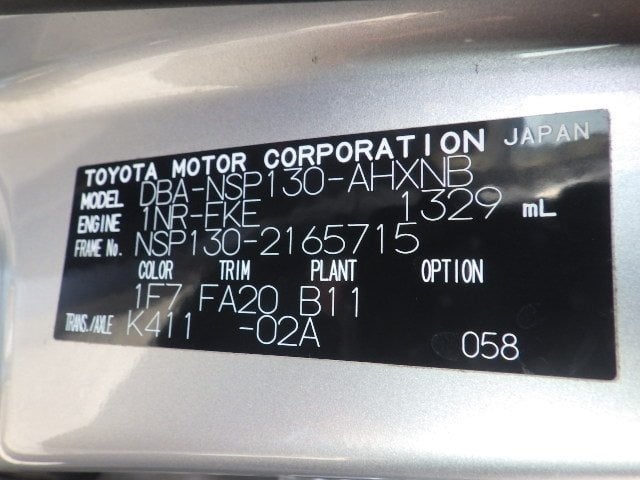 TOYOTA MOTOR CORPORATION JAPAN
MODEL DBA-NSP130-AHXNB
ENGINE 1NR-FKE 1329 mL
FRAME No. NSP130-2165715
COLOR TRIM PLANT OPTION
1F7 FA20 B11
TRANS./AXLE K411 -02A
058